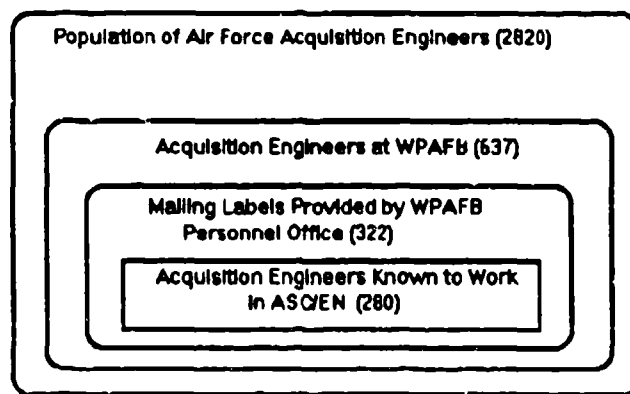 Population of Air Force Acquisition Engineers (2820)
Acquisition Engineers at WPAFB (637)
Mailing Labels Provided by WPAFB
Personnel Office (322)
Acquisition Engineers Known to Work
in ASC/EN (280)